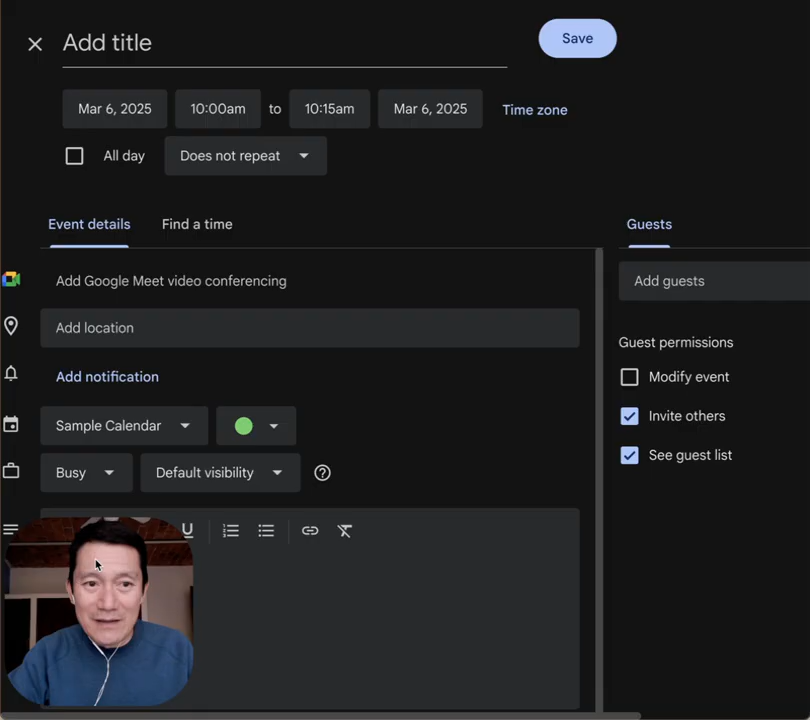 Add title
Save
Mar 6, 2025 10:00am to 10:15am Mar 6, 2025 Time zone
All day Does not repeat
Event details Find a time
Guests
Add Google Meet video conferencing
Add guests
Add location
Guest permissions
Add notification
Modify event
Sample Calendar
Invite others
Busy Default visibility
See guest list
U